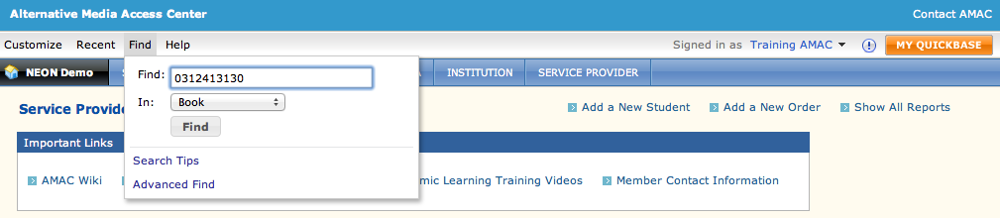 Alternative Media Access Center Contact AMAC
Customize Recent Find Help Signed in as Training AMAC MY QUICKBASE
NEON Demo INSTITUTION SERVICE PROVIDER
Find: 0312413130
In: Book
Find
Service Provide Add a New Student Add a New Order Show All Reports
Important Links
Search Tips
AMAC Wiki mic Learning Training Videos Member Contact Information
Advanced Find